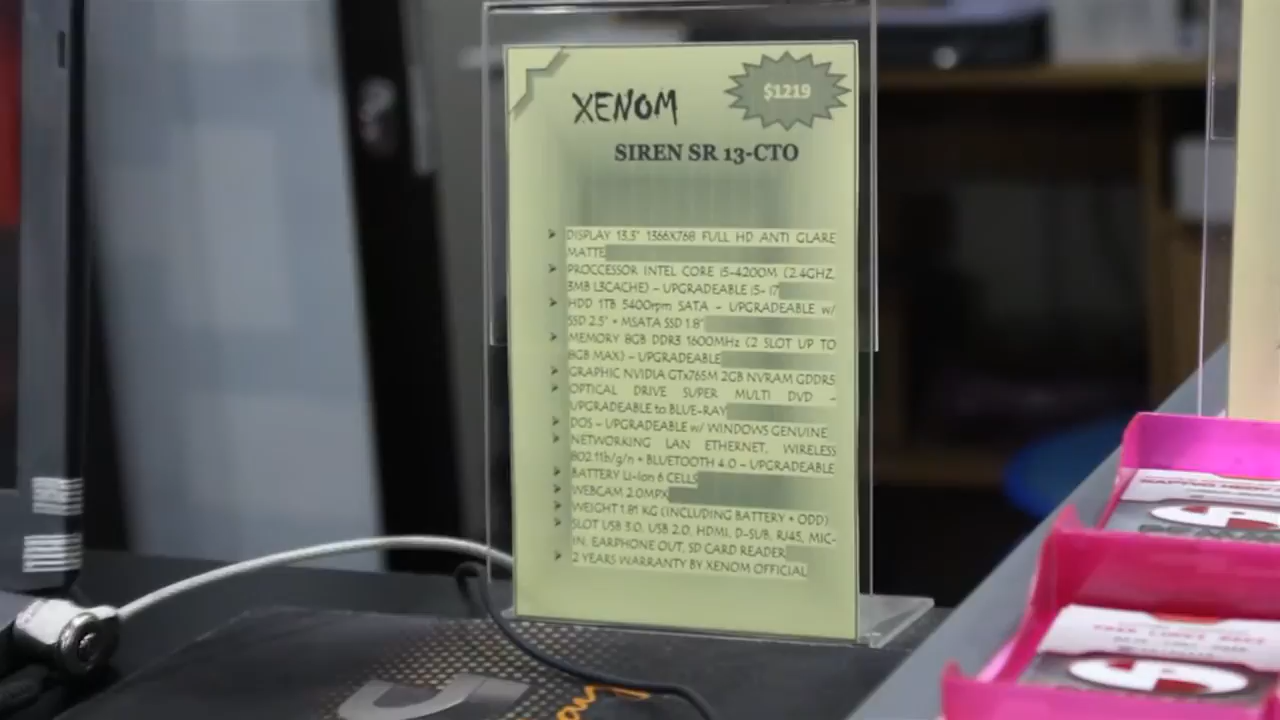 XENOM
$1219
SIREN SR 13-CTO
DISPLAY 13.3" 1366X768 FULL HD ANTI GLARE
MATTE
PROCCESSOR INTEL CORE i5-4200M (2.4GHZ,
3MB L3CACHE) – UPGRADEABLE i5- i7
HDD 1TB 5400rpm SATA – UPGRADEABLE w/
SSD 2.5" + MSATA SSD 1.8"
MEMORY 8GB DDR3 1600MHz (2 SLOT UP TO
8GB MAX) – UPGRADEABLE
GRAPHIC NVIDIA GTx765M 2GB NVRAM GDDR5
OPTICAL DRIVE SUPER MULTI DVD –
UPGRADEABLE to BLUE-RAY
DOS – UPGRADEABLE w/ WINDOWS GENUINE
NETWORKING LAN ETHERNET, WIRELESS
802.11b/g/n + BLUETOOTH 4.0 – UPGRADEABLE
BATTERY Li-Ion 6 CELLS
WEBCAM 2.0MPX
WEIGHT 1.81 KG (INCLUDING BATTERY + ODD)
SLOT USB 3.0, USB 2.0, HDMI, D-SUB, RJ45, MIC-
IN, EARPHONE OUT, SD CARD READER
2 YEARS WARRANTY BY XENOM OFFICIAL